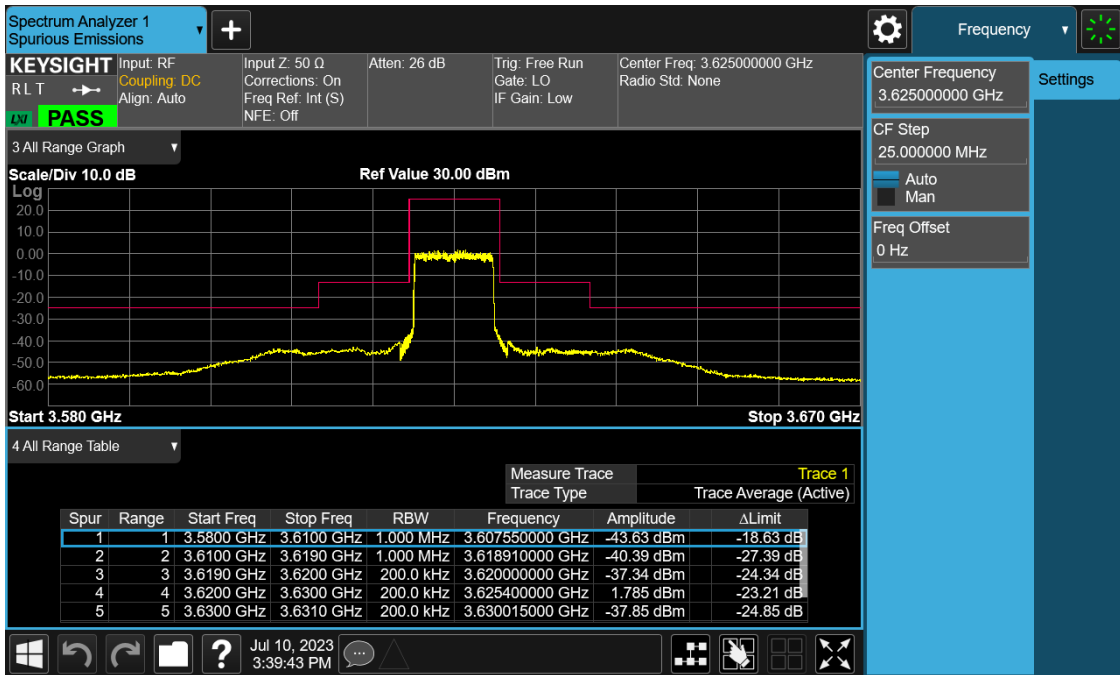 Spectrum Analyzer 1
Spurious Emissions
+
Frequency
KEYSIGHT
RLT
LXI PASS
Input: RF
Coupling: DC
Align: Auto
Input Z: 50 Ω
Corrections: On
Freq Ref: Int (S)
NFE: Off
Atten: 26 dB
Trig: Free Run
Gate: LO
IF Gain: Low
Center Freq: 3.625000000 GHz
Radio Std: None
Center Frequency
3.625000000 GHz
Settings
CF Step
25.000000 MHz
Auto
Man
Freq Offset
0 Hz
3 All Range Graph
Scale/Div 10.0 dB Ref Value 30.00 dBm
Log
20.0
10.0
0.00
-10.0
-20.0
-30.0
-40.0
-50.0
-60.0
Start 3.580 GHz Stop 3.670 GHz
4 All Range Table
Measure Trace Trace 1
Trace Type Trace Average (Active)
Spur Range Start Freq Stop Freq RBW Frequency Amplitude ΔLimit
1 1 3.5800 GHz 3.6100 GHz 1.000 MHz 3.607550000 GHz -43.63 dBm -18.63 dB
2 2 3.6100 GHz 3.6190 GHz 1.000 MHz 3.618910000 GHz -40.39 dBm -27.39 dB
3 3 3.6190 GHz 3.6200 GHz 200.0 kHz 3.620000000 GHz -37.34 dBm -24.34 dB
4 4 3.6200 GHz 3.6300 GHz 200.0 kHz 3.625400000 GHz 1.785 dBm -23.21 dB
5 5 3.6300 GHz 3.6310 GHz 200.0 kHz 3.630015000 GHz -37.85 dBm -24.85 dB
?
Jul 10, 2023
3:39:43 PM